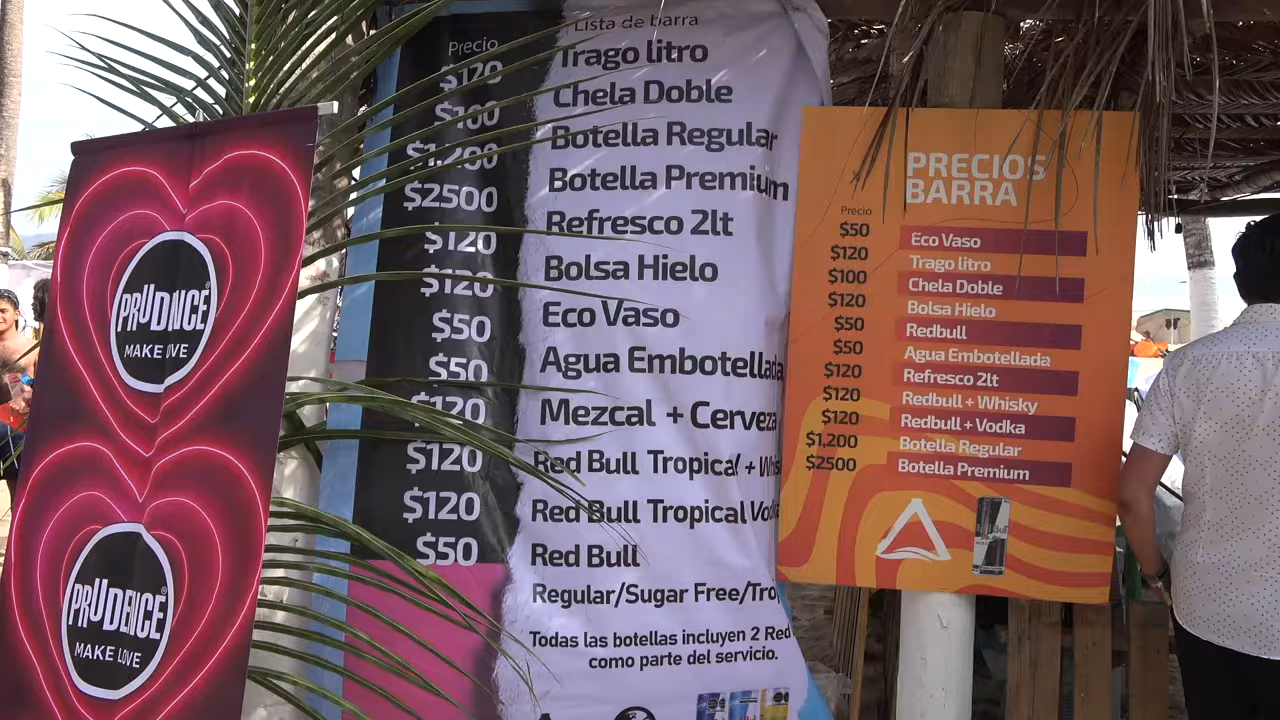 PRUDENCE
MAKE LOVE
PRUDENCE
MAKE LOVE
Precio Lista de barra
$120 Trago litro
$100 Chela Doble
$1,200 Botella Regular
$2500 Botella Premium
$120 Refresco 2lt
$120 Bolsa Hielo
$50 Eco Vaso
$50 Agua Embotellada
$120 Mezcal + Cerveza
$120 Red Bull Tropical +
$120 Red Bull Tropical
$50 Red Bull
Regular/Sugar Free/
Todas las botellas incluyen 2 Red
como parte del servicio.
PRECIOS
BARRA
Precio
$50 Eco Vaso
$120 Trago litro
$100 Chela Doble
$120 Bolsa Hielo
$50 Redbull
$50 Agua Embotellada
$120 Refresco 2lt
$120 Redbull + Whisky
$120 Redbull + Vodka
$1,200 Botella Regular
$2500 Botella Premium
Red Bull